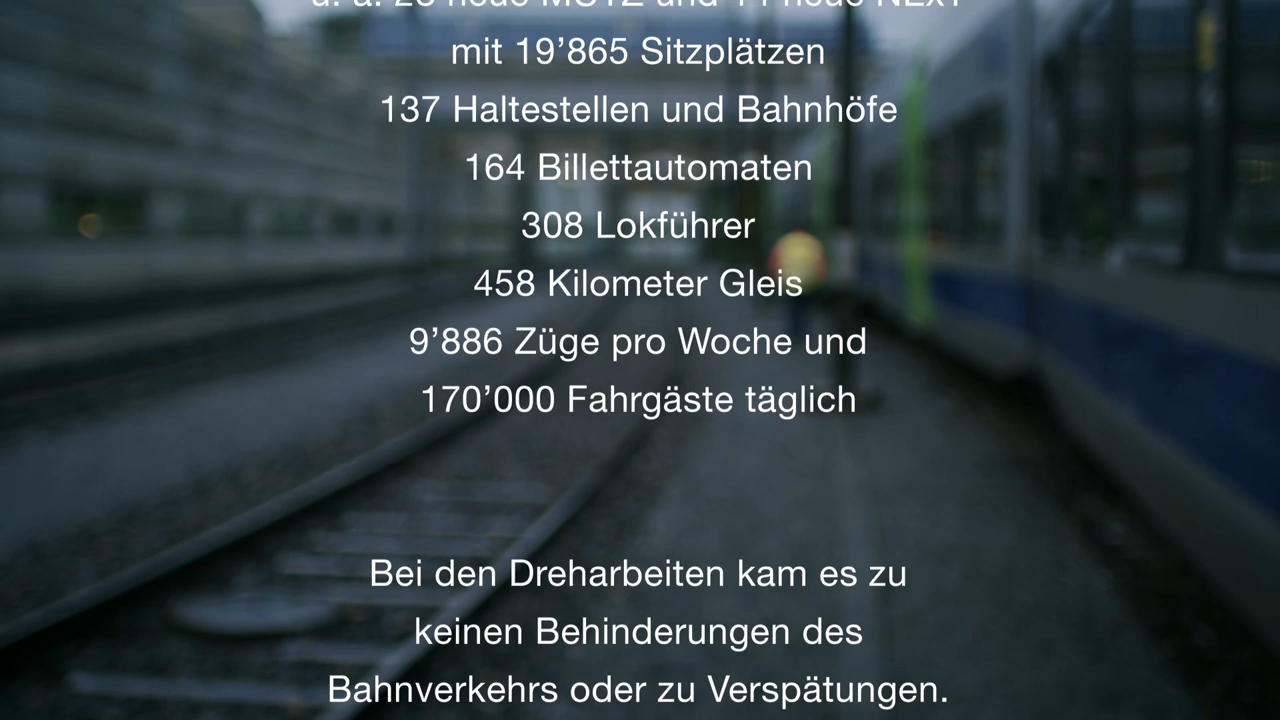 mit 19’865 Sitzplätzen
137 Haltestellen und Bahnhöfe
164 Billettautomaten
308 Lokführer
458 Kilometer Gleis
9’886 Züge pro Woche und
170’000 Fahrgäste täglich
Bei den Dreharbeiten kam es zu
keinen Behinderungen des
Bahnverkehrs oder zu Verspätungen.